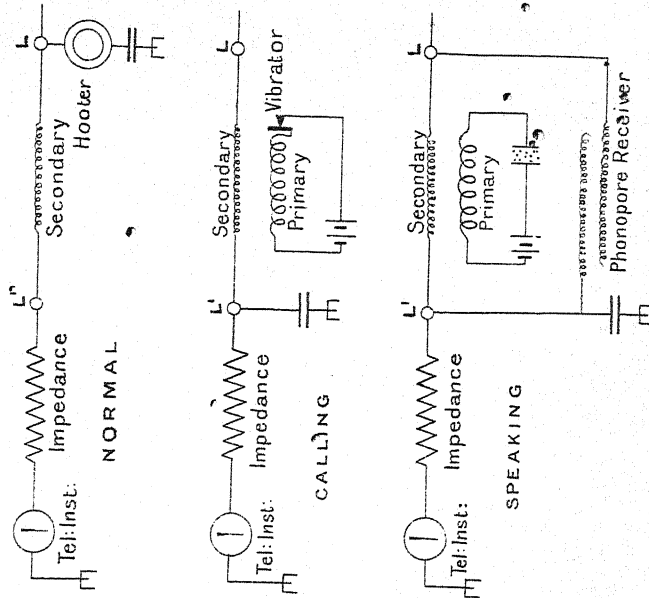 L
Hooter
Secondary
L"
Impedance
Tel: Inst:
NORMAL
L
Vibrator
Secondary
Primary
L'
Impedance
Tel: Inst:
CALLING
L
Secondary
Primary
Phonopore Receiver
L'
Impedance
Tel: Inst:
SPEAKING